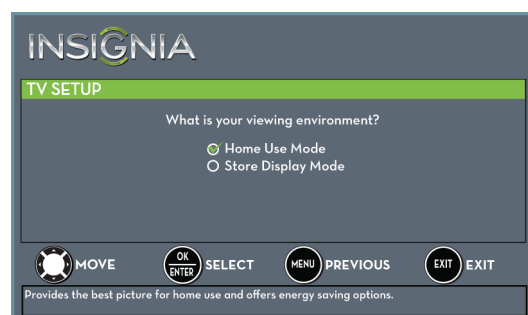 INSIGNIA
TV SETUP
What is your viewing environment?
Home Use Mode
Store Display Mode
MOVE OK ENTER SELECT MENU PREVIOUS EXIT EXIT
Provides the best picture for home use and offers energy saving options.